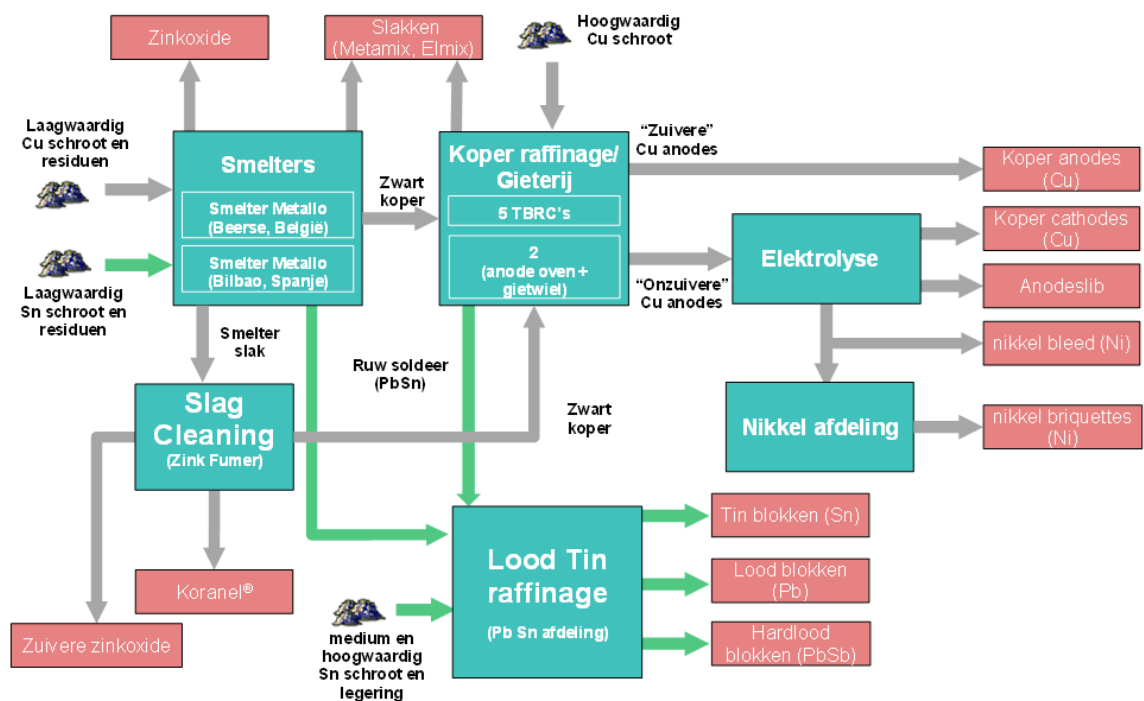 Zinkoxide
Slakken
(Metamix, Elmix)
Hoogwaardig
Cu schroot
Laagwaardig
Cu schroot en
residuen
Smelters
Smelter Metallo
(Beerse, België)
Smelter Metallo
(Bilbao, Spanje)
Zwart
koper
Koper raffinage/
Gieterij
5 TBRC's
2
(anode oven +
gietwiel)
“Zuivere”
Cu anodes
Koper anodes
(Cu)
Koper cathodes
(Cu)
Elektrolyse
Anodeslib
“Onzuivere”
Cu anodes
Laagwaardig
Sn schroot en
residuen
Smelter
slak
nikkel bleed (Ni)
Ruw soldeer
(PbSn)
Slag
Cleaning
(Zink Fumer)
Zwart
koper
Nikkel afdeling
nikkel briquettes
(Ni)
Tin blokken (Sn)
Lood Tin
raffinage
(Pb Sn afdeling)
Lood blokken
(Pb)
Koranel®
Hardlood
blokken (PbSb)
Zuivere zinkoxide
medium en
hoogwaardig
Sn schroot en
legering